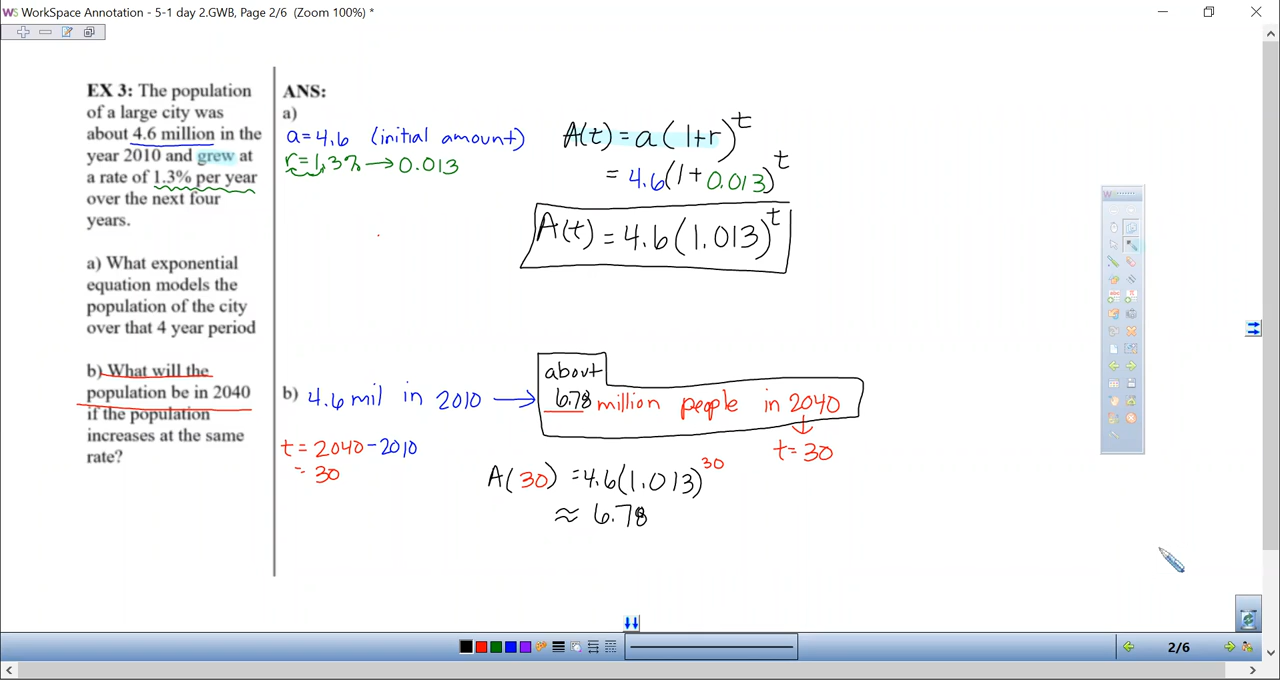 WorkSpace Annotation - 5-1 day 2.GWB, Page 2/6 (Zoom 100%) *
EX 3: The population
of a large city was
about 4.6 million in the
year 2010 and grew at
a rate of 1.3% per year
over the next four
years.
a) What exponential
equation models the
population of the city
over that 4 year period
b) What will the
population be in 2040
if the population
increases at the same
rate?
ANS:
a)
a = 4.6 (initial amount)
r = 1.3% → 0.013
A(t) = a(1+r)^t
= 4.6(1+0.013)^t
A(t) = 4.6(1.013)^t
b) 4.6 mil in 2010 →
about
6.78 million people in 2040
t = 30
t = 2040 - 2010
= 30
A(30) = 4.6(1.013)^30
≈ 6.78
2/6